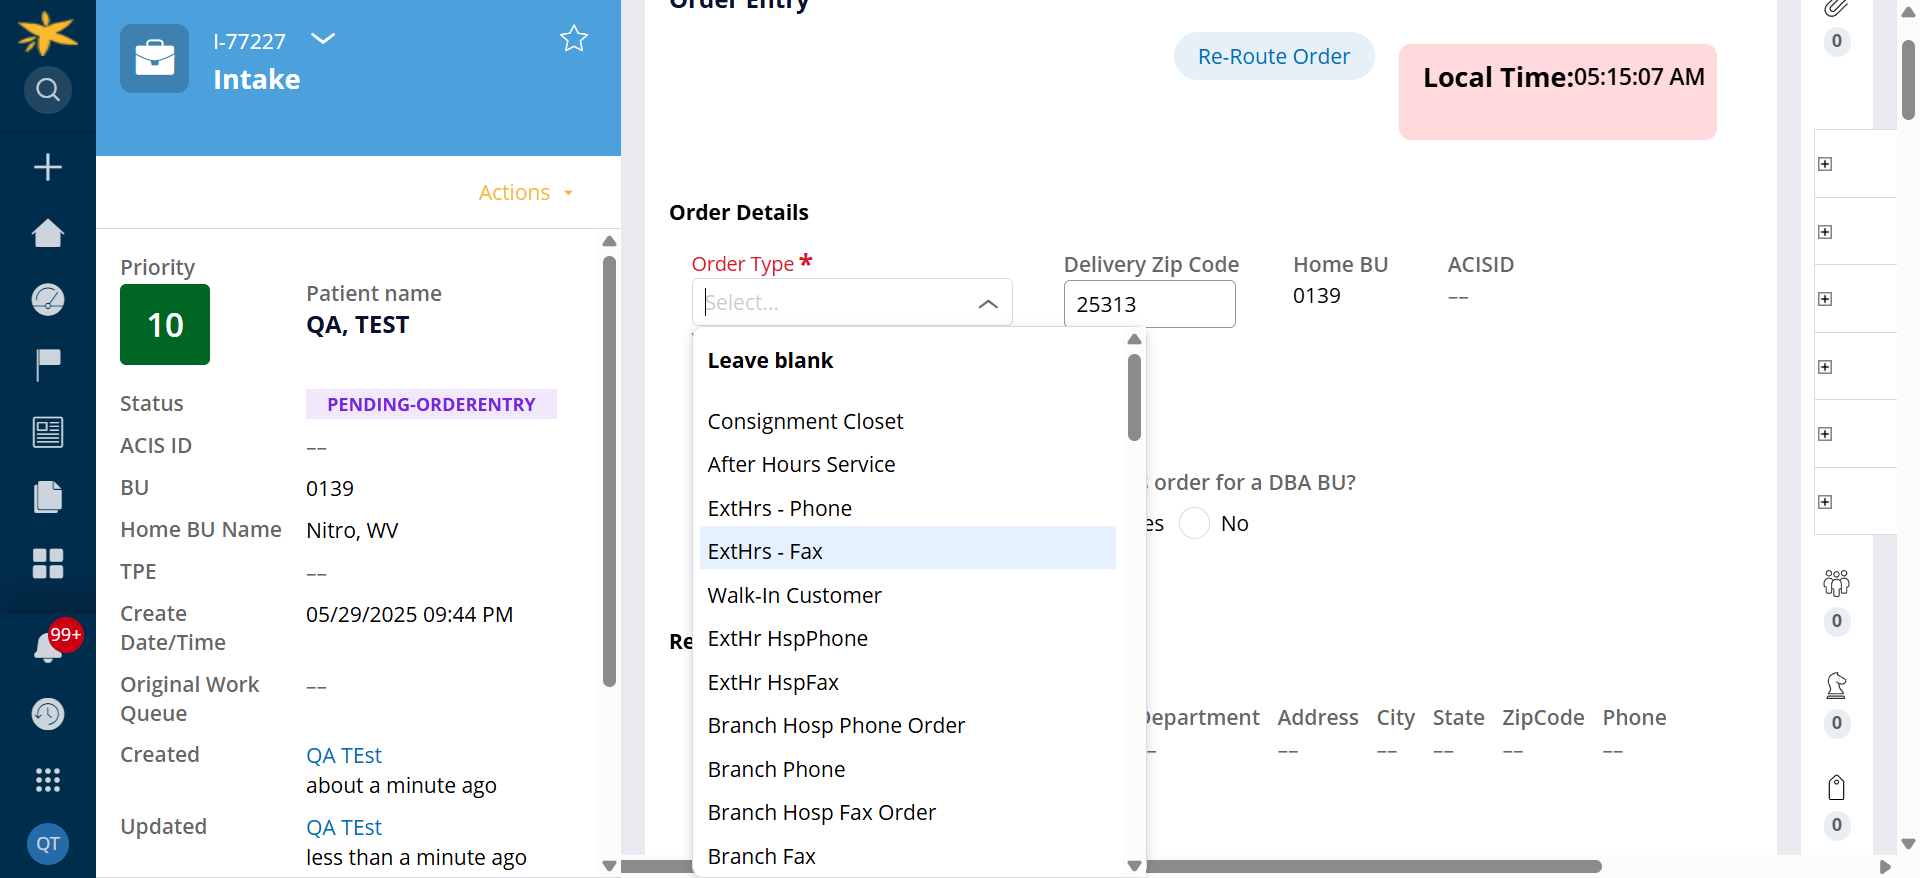 I-77227
Intake
Actions
Priority
10
Patient name
QA, TEST
Status
PENDING-ORDERENTRY
ACIS ID
––
BU
0139
Home BU Name
Nitro, WV
TPE
––
Create
Date/Time
05/29/2025 09:44 PM
Original Work
Queue
––
Created
QA TEst
about a minute ago
Updated
QA TEst
less than a minute ago
99+
QT
Order Entry
Re-Route Order
Local Time:05:15:07 AM
Order Details
Order Type *
Select...
Delivery Zip Code
25313
Home BU
0139
ACISID
––
Leave blank
Consignment Closet
After Hours Service
ExtHrs - Phone
ExtHrs - Fax
Walk-In Customer
ExtHr HspPhone
ExtHr HspFax
Branch Hosp Phone Order
Branch Phone
Branch Hosp Fax Order
Branch Fax
order for a DBA BU?
No
Department Address City State ZipCode Phone
–– –– –– –– –– ––
0
0
0
0